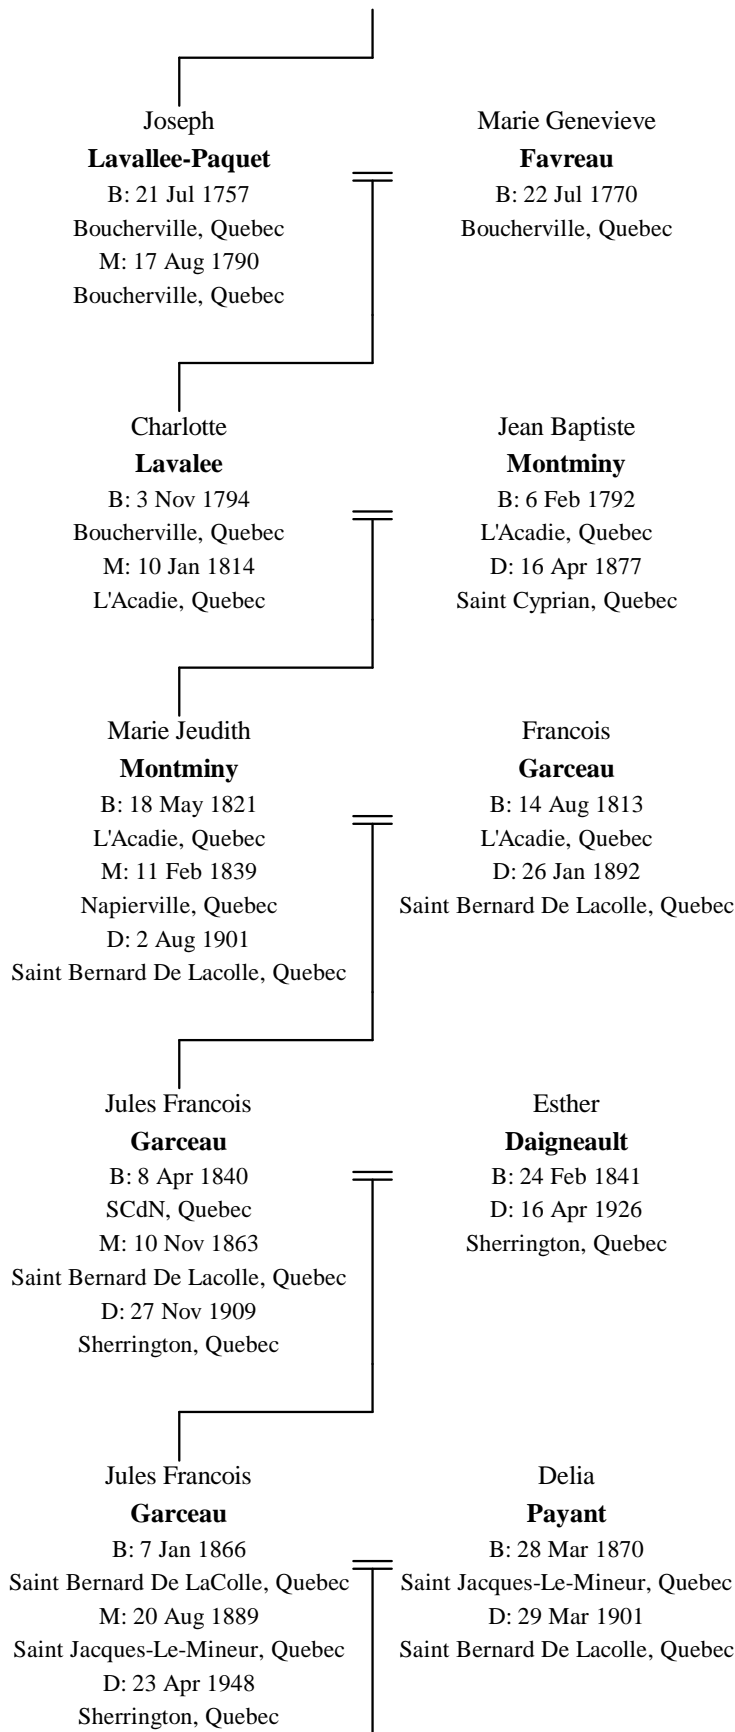 Joseph
Lavallee-Paquet
B: 21 Jul 1757
Boucherville, Quebec
M: 17 Aug 1790
Boucherville, Quebec
Marie Genevieve
Favreau
B: 22 Jul 1770
Boucherville, Quebec
Charlotte
Lavalee
B: 3 Nov 1794
Boucherville, Quebec
M: 10 Jan 1814
L'Acadie, Quebec
Jean Baptiste
Montminy
B: 6 Feb 1792
L'Acadie, Quebec
D: 16 Apr 1877
Saint Cyprian, Quebec
Marie Jeudith
Montminy
B: 18 May 1821
L'Acadie, Quebec
M: 11 Feb 1839
Napierville, Quebec
D: 2 Aug 1901
Saint Bernard De Lacolle, Quebec
Francois
Garceau
B: 14 Aug 1813
L'Acadie, Quebec
D: 26 Jan 1892
Saint Bernard De Lacolle, Quebec
Jules Francois
Garceau
B: 8 Apr 1840
SCdN, Quebec
M: 10 Nov 1863
Saint Bernard De Lacolle, Quebec
D: 27 Nov 1909
Sherrington, Quebec
Esther
Daigneault
B: 24 Feb 1841
D: 16 Apr 1926
Sherrington, Quebec
Jules Francois
Garceau
B: 7 Jan 1866
Saint Bernard De LaColle, Quebec
M: 20 Aug 1889
Saint Jacques-Le-Mineur, Quebec
D: 23 Apr 1948
Sherrington, Quebec
Delia
Payant
B: 28 Mar 1870
Saint Jacques-Le-Mineur, Quebec
D: 29 Mar 1901
Saint Bernard De Lacolle, Quebec